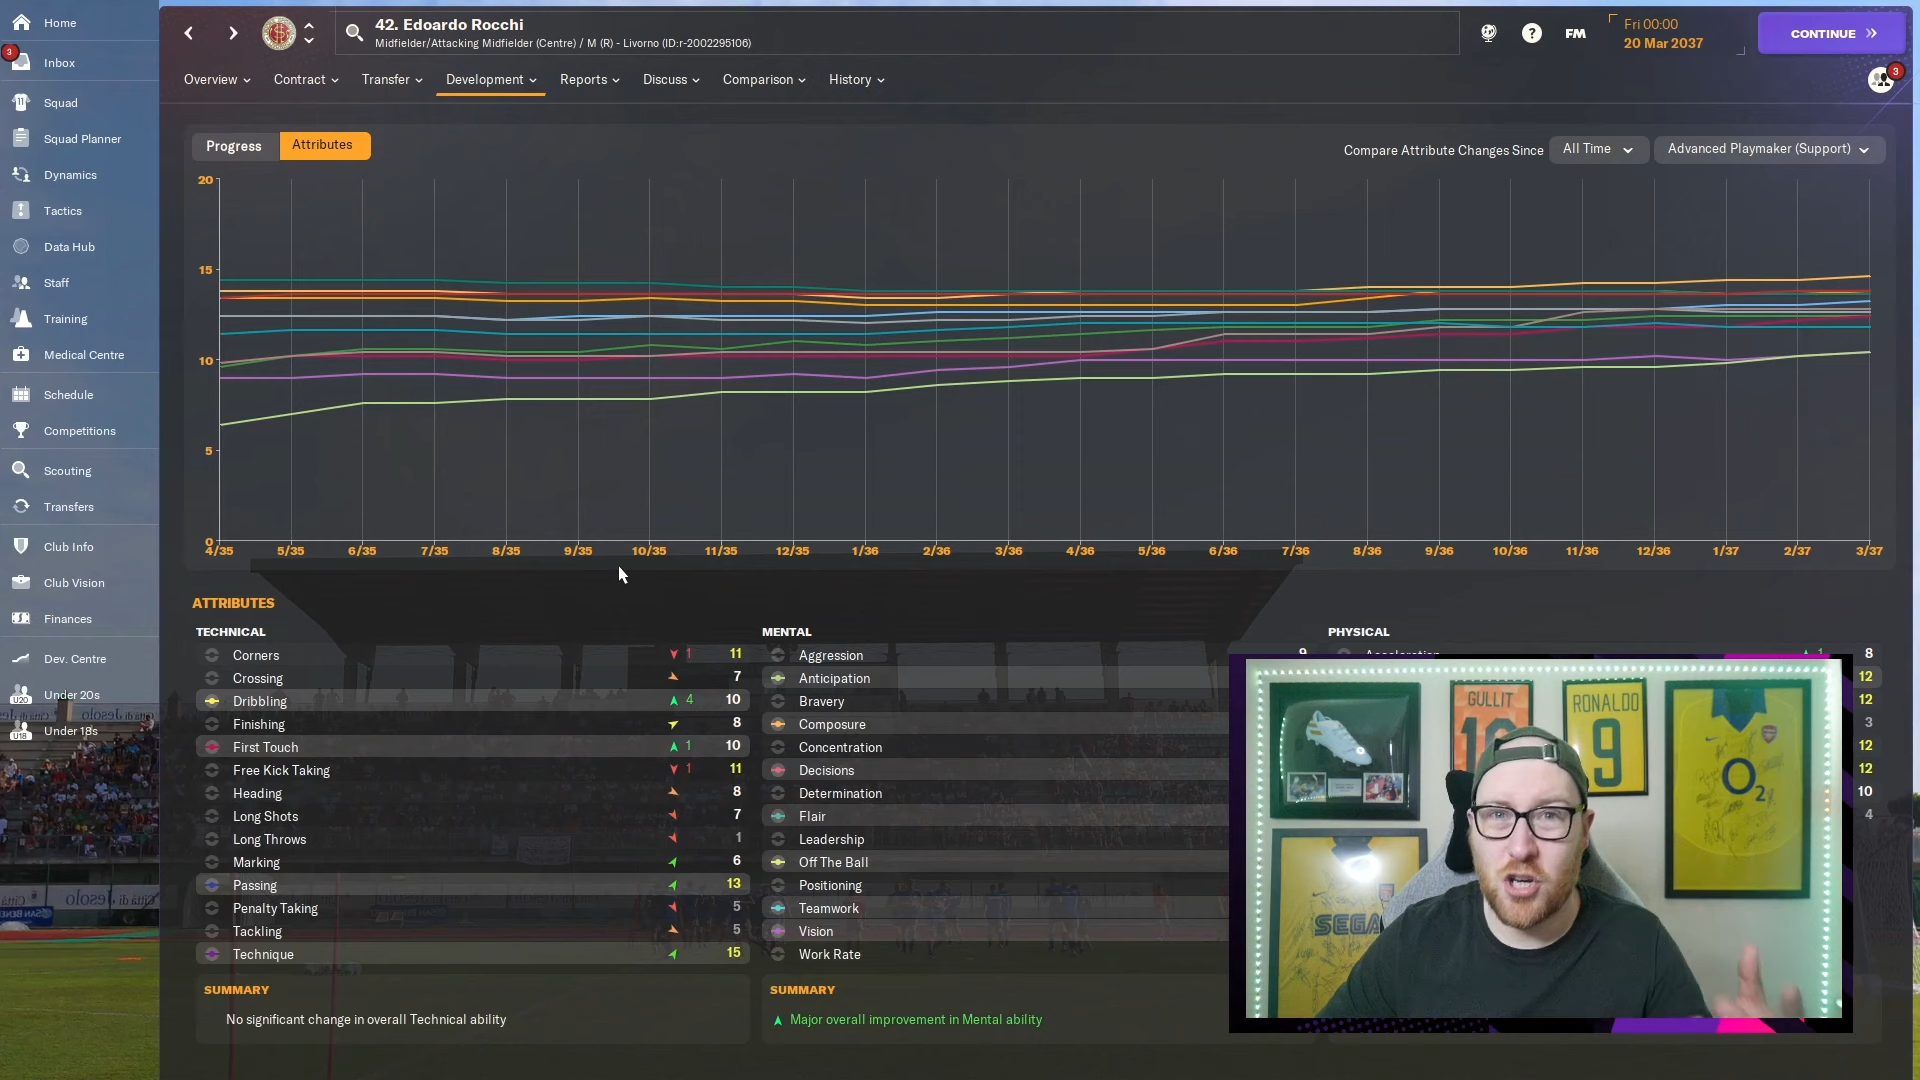 Home
3
Inbox
Squad
Squad Planner
Dynamics
Tactics
Data Hub
Staff
Training
Medical Centre
Schedule
Competitions
Scouting
Transfers
Club Info
Club Vision
Finances
Dev. Centre
U20
Under 20s
U18
Under 18s
42. Edoardo Rocchi
Midfielder/Attacking Midfielder (Centre) / M (R) - Livorno (ID:r-2002295106)
?
FM
Fri 00:00
20 Mar 2037
CONTINUE
Overview
Contract
Transfer
Development
Reports
Discuss
Comparison
History
3
Progress
Attributes
Compare Attribute Changes Since
All Time
Advanced Playmaker (Support)
20
15
10
5
0
4/35 5/35 6/35 7/35 8/35 9/35 10/35 11/35 12/35 1/36 2/36 3/36 4/36 5/36 6/36 7/36 8/36 9/36 10/36 11/36 12/36 1/37 2/37 3/37
ATTRIBUTES
TECHNICAL
Corners 1 11
Crossing 7
Dribbling 4 10
Finishing 8
First Touch 1 10
Free Kick Taking 1 11
Heading 8
Long Shots 7
Long Throws 1
Marking 6
Passing 13
Penalty Taking 5
Tackling 5
Technique 15
SUMMARY
No significant change in overall Technical ability
MENTAL
Aggression 9
Anticipation
Bravery
Composure
Concentration
Decisions
Determination
Flair
Leadership
Off The Ball
Positioning
Teamwork
Vision
Work Rate
SUMMARY
Major overall improvement in Mental ability
PHYSICAL
Acceleration 1 8
12
12
3
12
12
10
4
GULLIT
10
RONALDO
9
O2
SEGA